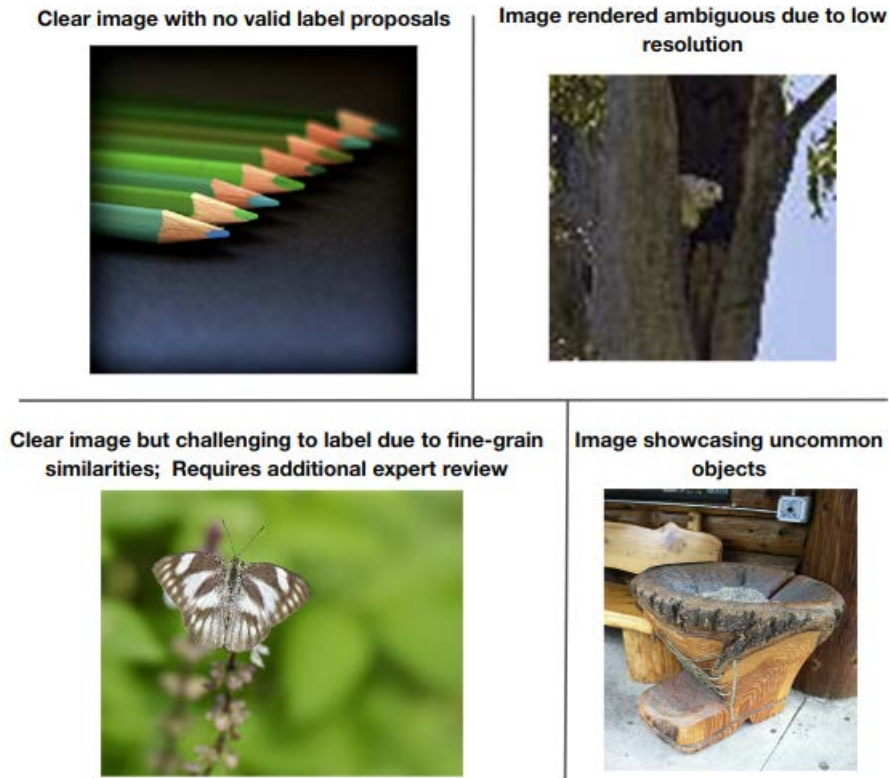 Clear image with no valid label proposals
Image rendered ambiguous due to low
resolution
Clear image but challenging to label due to fine-grain
similarities;  Requires additional expert review
Image showcasing uncommon
objects